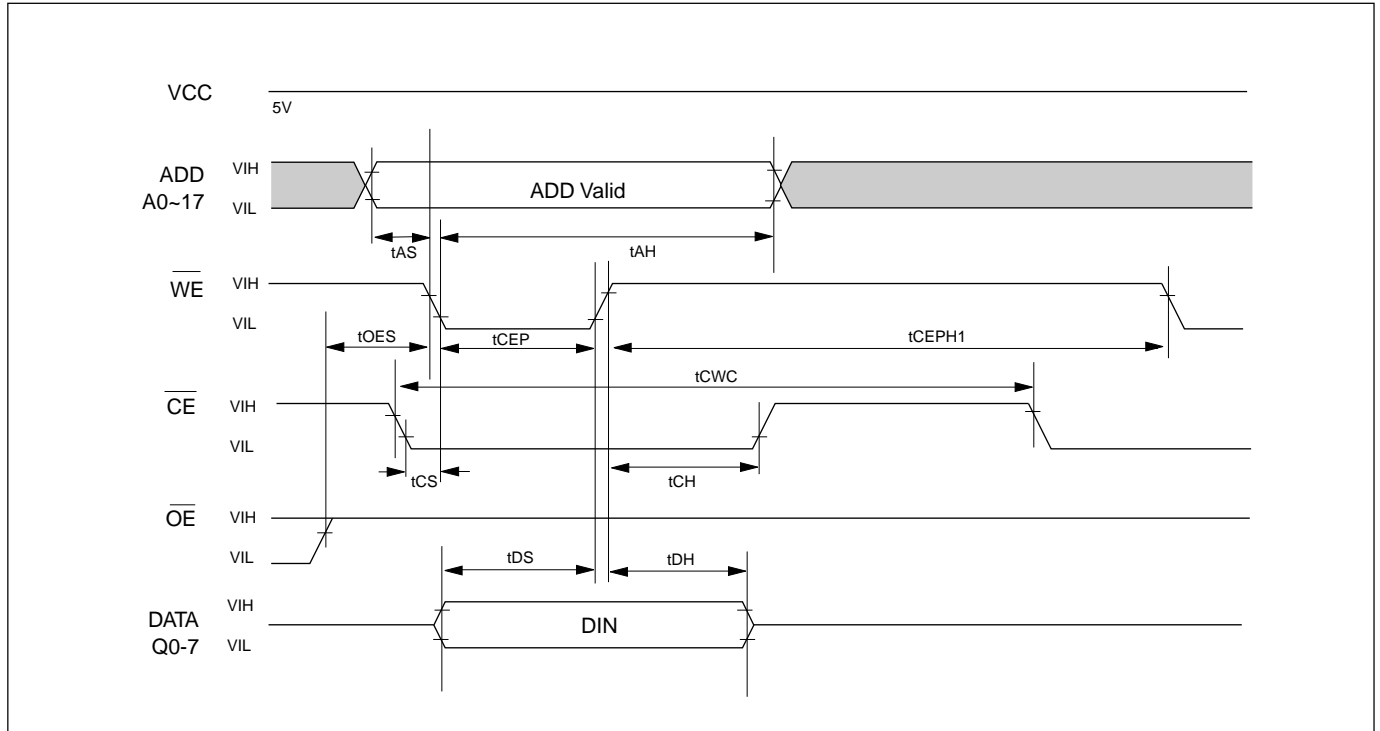 VCC
5V
ADD
A0~17
VIH
VIL
ADD Valid
tAS
tAH
WE
VIH
VIL
tOES
tCEP
tCEPH1
tCWC
CE
VIH
VIL
tCS
tCH
OE
VIH
VIL
tDS
tDH
DATA
Q0-7
VIH
VIL
DIN